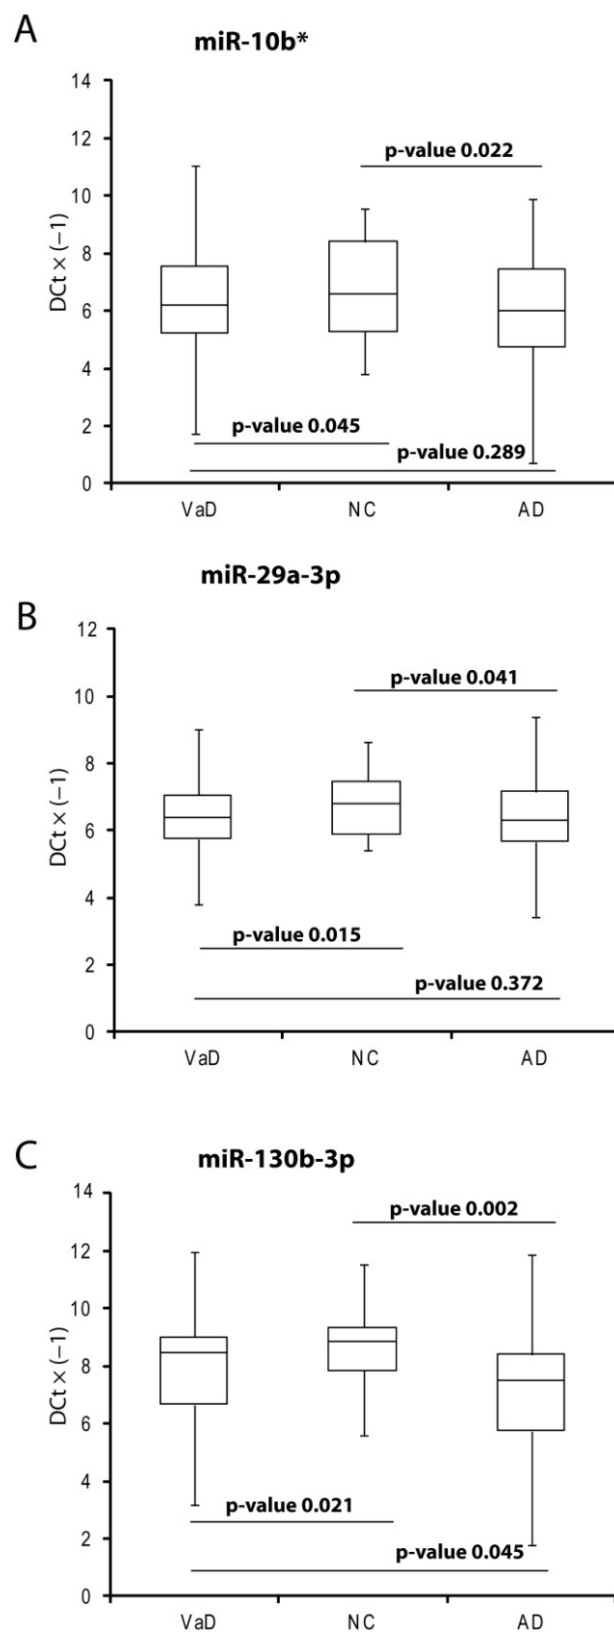 A
miR-10b*
14
12
p-value 0.022
10
8
DCt × (−1)
6
4
2
p-value 0.045
p-value 0.289
0
VaD NC AD
miR-29a-3p
B
12
p-value 0.041
10
8
DCt × (−1)
6
4
p-value 0.015
2
p-value 0.372
0
VaD NC AD
C
miR-130b-3p
14
p-value 0.002
12
10
8
DCt × (−1)
6
4
p-value 0.021
2
p-value 0.045
0
VaD NC AD